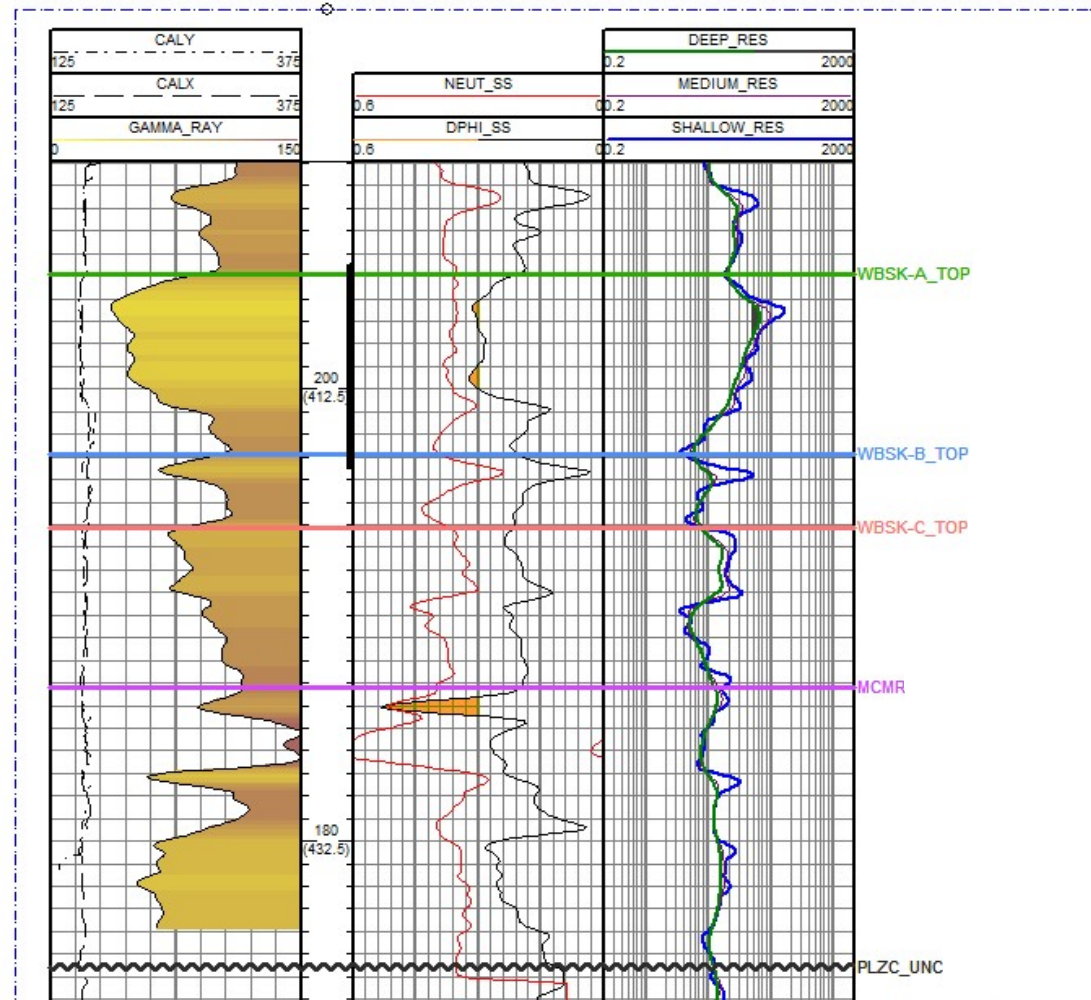 CALY
125 375
CALX
125 375
GAMMA_RAY
0 150
NEUT_SS
0.6 0
DPHI_SS
0.6 0
DEEP_RES
0.2 2000
MEDIUM_RES
0.2 2000
SHALLOW_RES
0.2 2000
WBSK-A_TOP
200
(412.5)
WBSK-B_TOP
WBSK-C_TOP
MCMR
180
(432.5)
PLZC_UNC